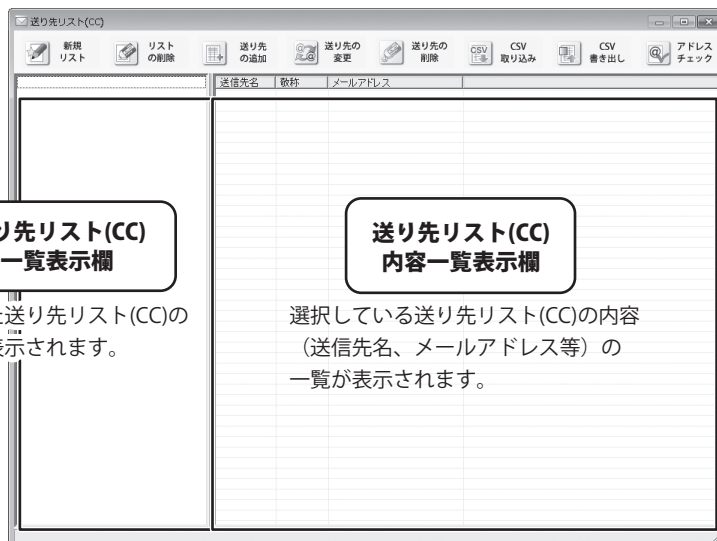 送り先リスト(CC)
新規
リスト
リスト
の削除
送り先
の追加
送り先の
変更
送り先の
削除
CSV
CSV
取り込み
CSV
書き出し
アドレス
チェック
送信先名 敬称 メールアドレス
り先リスト(CC)
一覧表示欄
送り先リスト(CC)の
示されます。
送り先リスト(CC)
内容一覧表示欄
選択している送り先リスト(CC)の内容
（送信先名、メールアドレス等）の
一覧が表示されます。